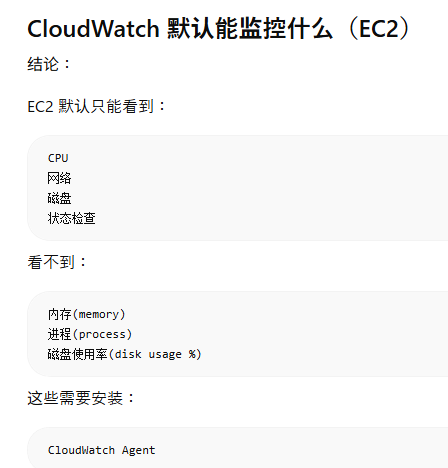 CloudWatch 默认能监控什么（EC2）
结论：
EC2 默认只能看到：
CPU
网络
磁盘
状态检查
看不到：
内存(memory)
进程(process)
磁盘使用率(disk usage %)
这些需要安装：
CloudWatch Agent